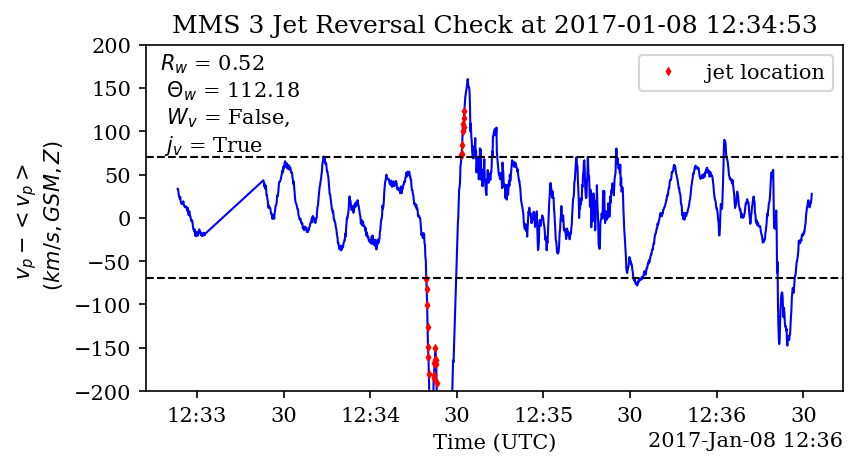 MMS 3 Jet Reversal Check at 2017-01-08 12:34:53
R_w = 0.52
Θ_w = 112.18
W_v = False,
j_v = True
jet location
200
150
100
50
0
−50
−100
−150
−200
v_p − < v_p >
(km/s, GSM, Z)
12:33 30 12:34 30 12:35 30 12:36 30
Time (UTC)
2017-Jan-08 12:36